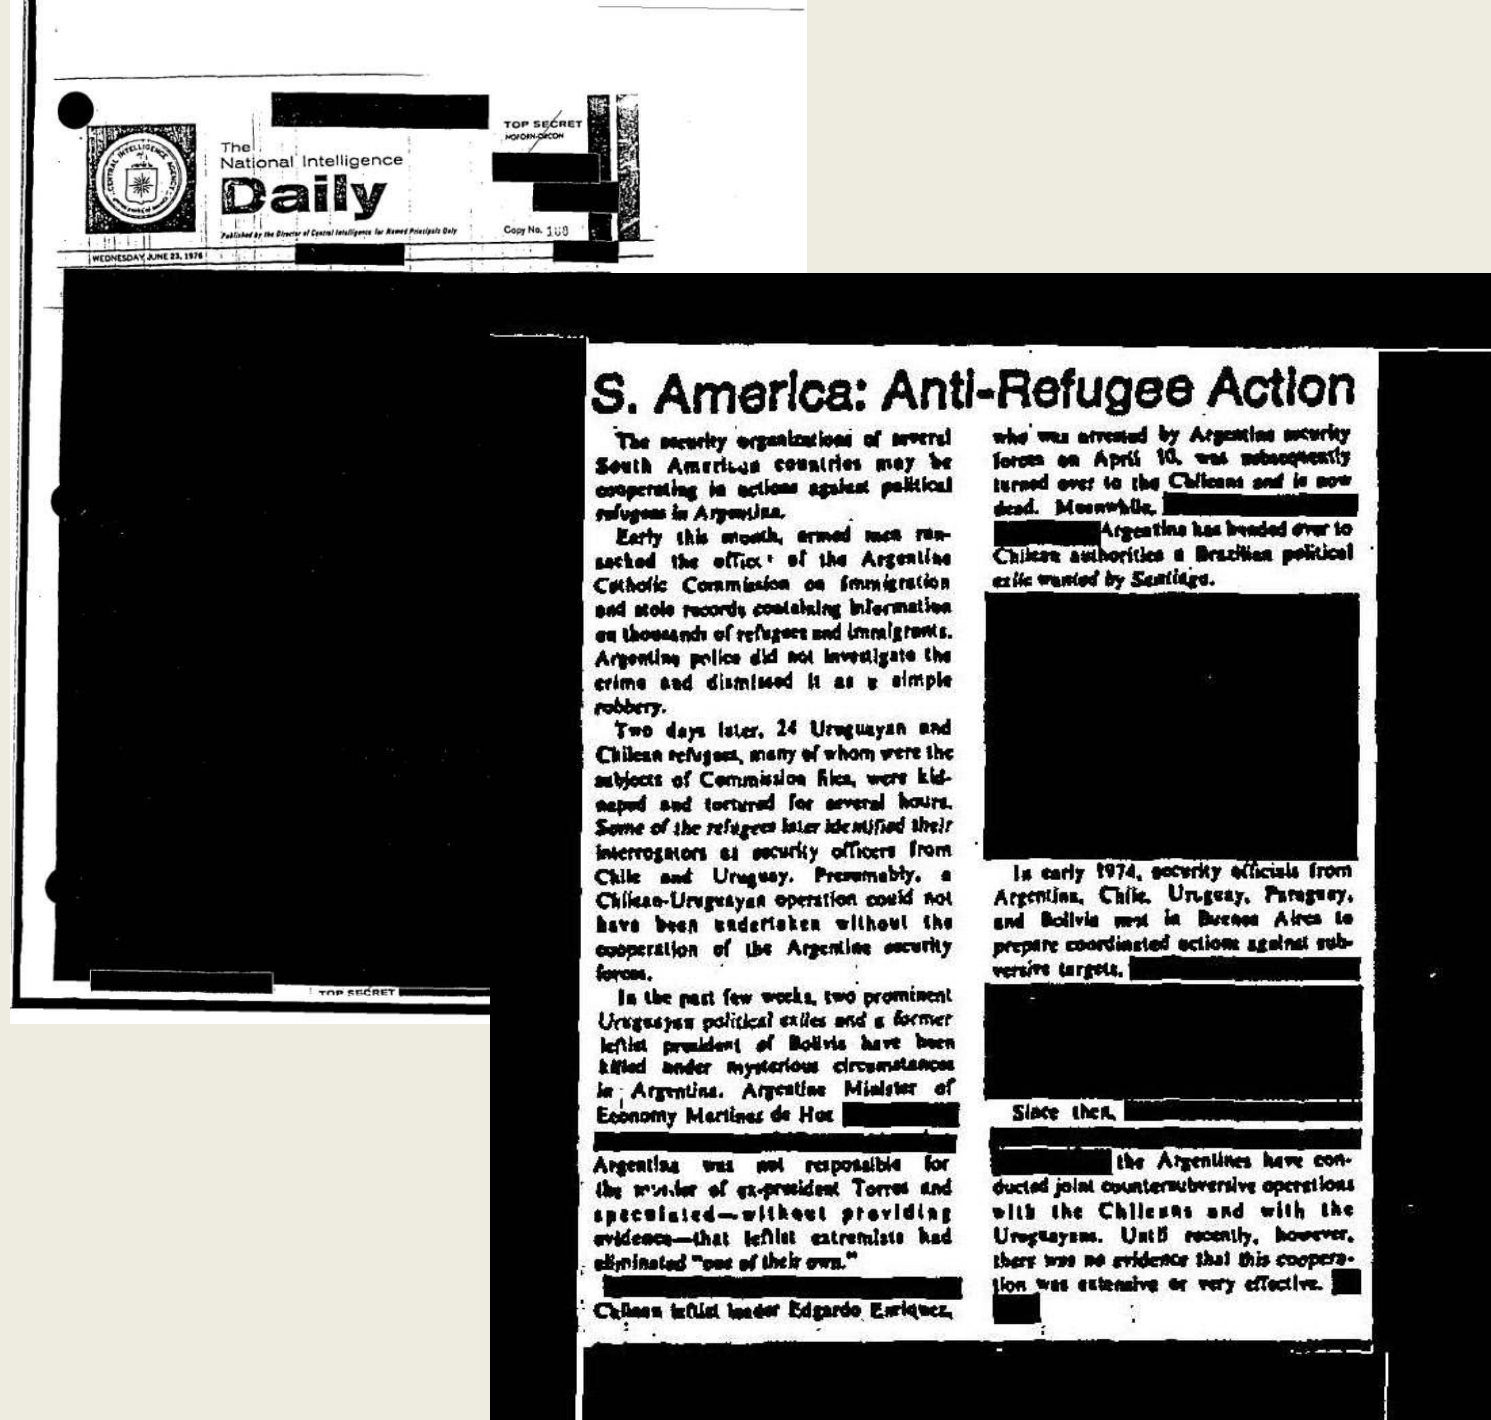 TOP SECRET
NOFORN-ORCON
CENTRAL INTELLIGENCE AGENCY
The
National Intelligence
Daily
Published by the Director of Central Intelligence for Named Principals Only
Copy No. 168
WEDNESDAY JUNE 23, 1976
TOP SECRET
S. America: Anti-Refugee Action
The security organizations of several
South American countries may be
cooperating in actions against political
refugees in Argentina.
Early this month, armed men ran-
sacked the office of the Argentine
Catholic Commission on Immigration
and stole records containing information
on thousands of refugees and immigrants.
Argentine police did not investigate the
crime and dismissed it as a simple
robbery.
Two days later, 24 Uruguayan and
Chilean refugees, many of whom were the
subjects of Commission files, were kid-
naped and tortured for several hours.
Some of the refugees later identified their
interrogators as security officers from
Chile and Uruguay. Presumably, a
Chilean-Uruguayan operation could not
have been undertaken without the
cooperation of the Argentine security
forces.
In the past few weeks, two prominent
Uruguayan political exiles and a former
leftist president of Bolivia have been
killed under mysterious circumstances
in Argentina. Argentine Minister of
Economy Martinez de Hoz
Argentina was not responsible for
the murder of ex-president Torres and
speculated—without providing
evidence—that leftist extremists had
eliminated "one of their own."
Chilean leftist leader Edgardo Enriquez,
who was arrested by Argentine security
forces on April 10, was subsequently
turned over to the Chileans and is now
dead. Meanwhile,
Argentina has handed over to
Chilean authorities a Brazilian political
exile wanted by Santiago.
In early 1974, security officials from
Argentina, Chile, Uruguay, Paraguay,
and Bolivia met in Buenos Aires to
prepare coordinated actions against sub-
versive targets.
Since then,
the Argentines have con-
ducted joint countersubversive operations
with the Chileans and with the
Uruguayans. Until recently, however,
there was no evidence that this coopera-
tion was extensive or very effective.